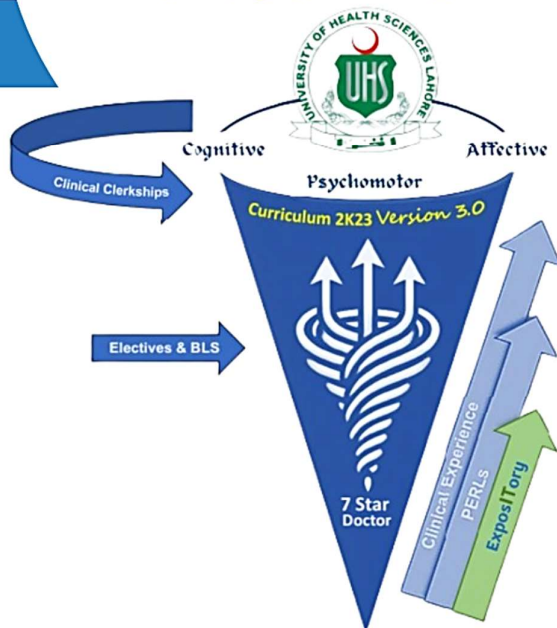 UNIVERSITY OF HEALTH SCIENCES LAHORE
UHS
Cognitive
Affective
Psychomotor
Clinical Clerkships
Curriculum 2K23 Version 3.0
Electives & BLS
7 Star
Doctor
Clinical Experience
PERLs
ExposITory